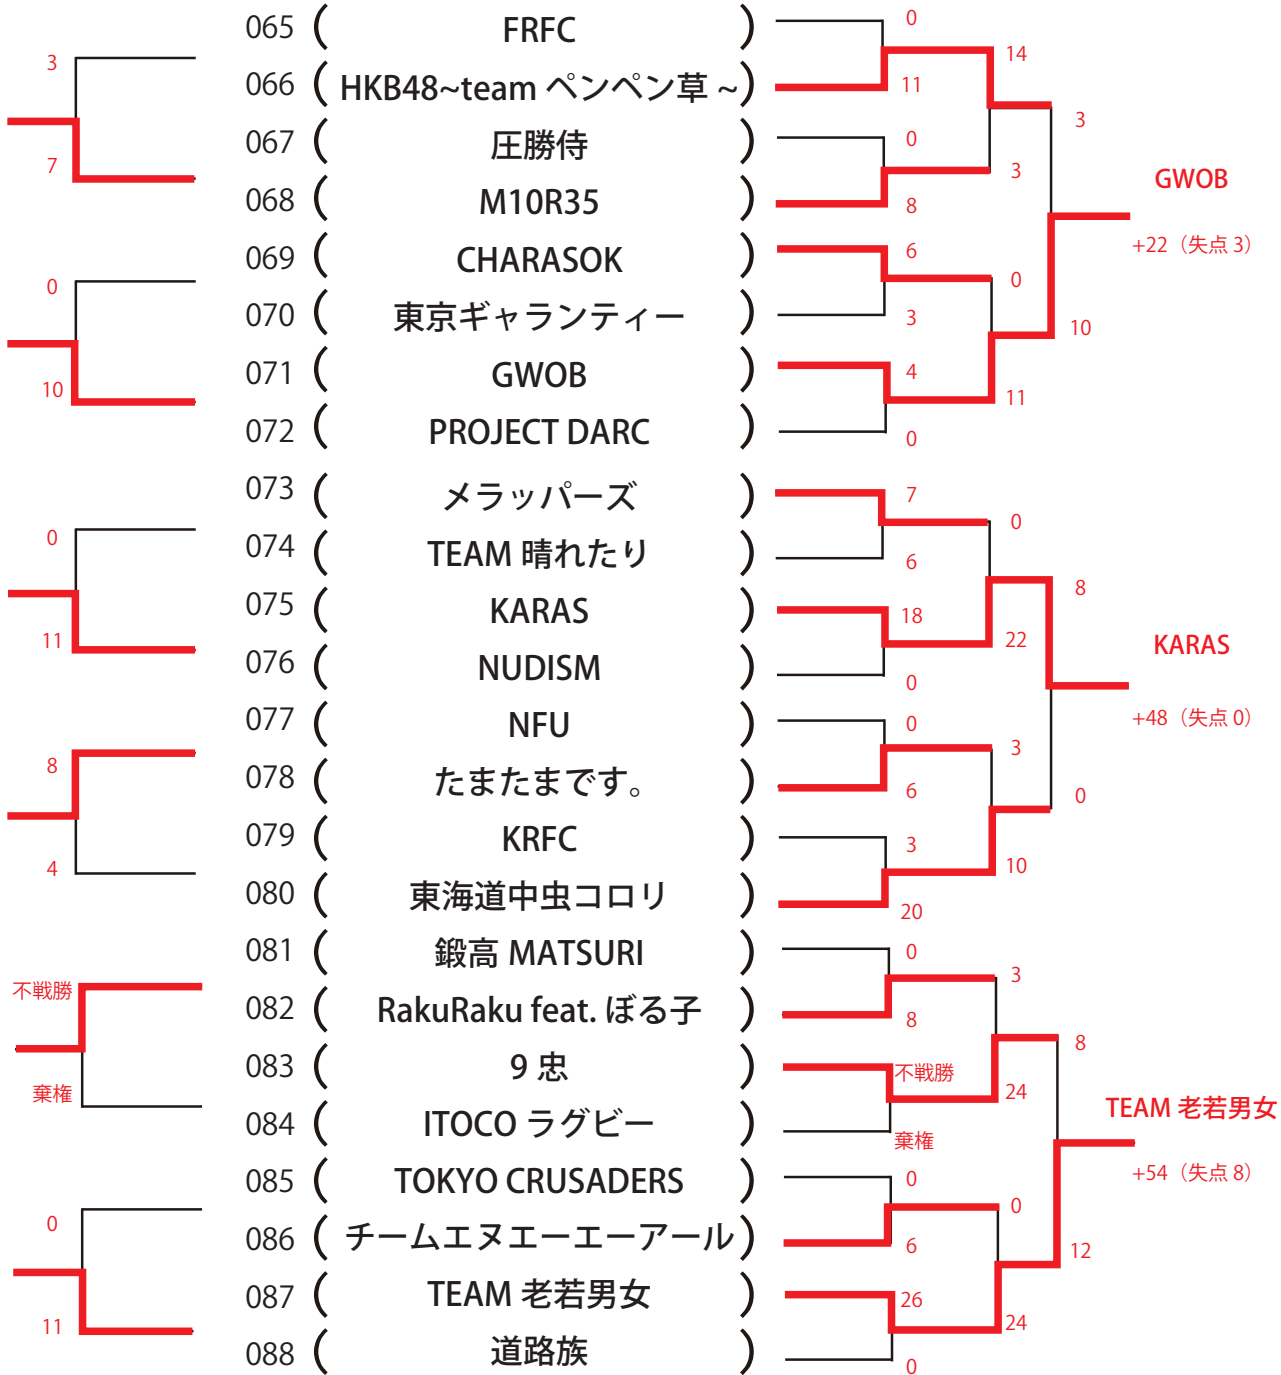 065 ( FRFC ) 0
3 14
066 ( HKB48~team ペンペン草 ~ ) 11
3
067 ( 圧勝侍 ) 0
7 3
GWOB
068 ( M10R35 ) 8
+22（失点 3）
069 ( CHARASOK ) 6
0 0
070 ( 東京ギャランティー ) 3
10
071 ( GWOB ) 4
10 11
072 ( PROJECT DARC ) 0
073 ( メラッパーズ ) 7
0 0
074 ( TEAM 晴れたり ) 6
8
075 ( KARAS ) 18
11 22
KARAS
076 ( NUDISM ) 0
+48（失点 0）
077 ( NFU ) 0
8 3
078 ( たまたまです。 ) 6
0
079 ( KRFC ) 3
4 10
080 ( 東海道中虫コロリ ) 20
081 ( 鍛高 MATSURI ) 0
不戦勝 3
082 ( RakuRaku feat. ぼる子 ) 8
8
083 ( 9 忠 ) 不戦勝
棄権 24
TEAM 老若男女
084 ( ITOCO ラグビー ) 棄権
+54（失点 8）
085 ( TOKYO CRUSADERS ) 0
0 0
086 ( チームエヌエーエーアール ) 6
12
087 ( TEAM 老若男女 ) 26
11 24
088 ( 道路族 ) 0